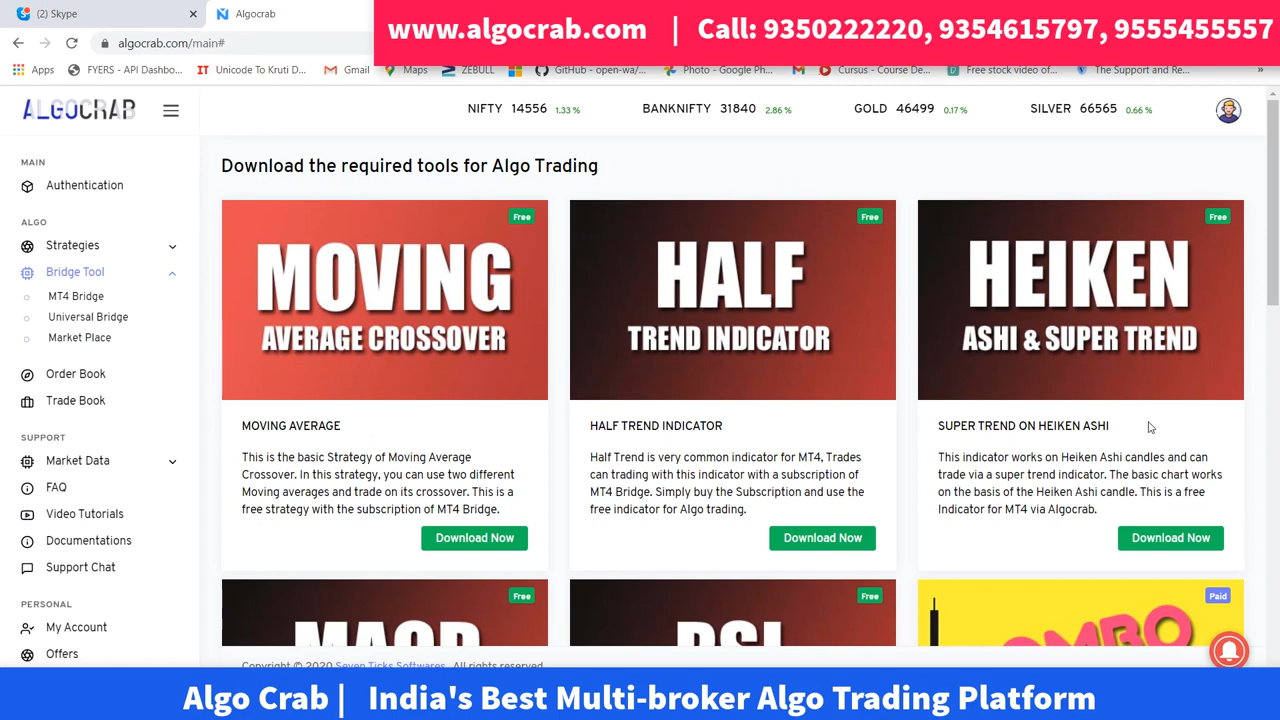 (2) Skype
Algocrab
www.algocrab.com | Call: 9350222220, 9354615797, 9555455557
algocrab.com/main#
Apps
FYERS - API Dashbo...
IT Unicode To Kruti D...
Gmail
Maps
ZEBULL
GitHub - open-wa/...
Photo - Google Ph...
Cursus - Course De...
Free stock video of...
The Support and Re...
»
ALGOCRAB
NIFTY 14556 1.33 %
BANKNIFTY 31840 2.86 %
GOLD 46499 0.17 %
SILVER 66565 0.66 %
MAIN
Authentication
ALGO
Strategies
Bridge Tool
MT4 Bridge
Universal Bridge
Market Place
Order Book
Trade Book
SUPPORT
Market Data
FAQ
Video Tutorials
Documentations
Support Chat
PERSONAL
My Account
Offers
Download the required tools for Algo Trading
Free
MOVING
AVERAGE CROSSOVER
MOVING AVERAGE
This is the basic Strategy of Moving Average
Crossover. In this strategy, you can use two different
Moving averages and trade on its crossover. This is a
free strategy with the subscription of MT4 Bridge.
Download Now
Free
HALF
TREND INDICATOR
HALF TREND INDICATOR
Half Trend is very common indicator for MT4, Trades
can trading with this indicator with a subscription of
MT4 Bridge. Simply buy the Subscription and use the
free indicator for Algo trading.
Download Now
Free
HEIKEN
ASHI & SUPER TREND
SUPER TREND ON HEIKEN ASHI
This indicator works on Heiken Ashi candles and can
trade via a super trend indicator. The basic chart works
on the basis of the Heiken Ashi candle. This is a free
Indicator for MT4 via Algocrab.
Download Now
Free
MACD
Free
RSI
Paid
COMBO
Copyright © 2020 Seven Ticks Softwares. All rights reserved
Algo Crab | India's Best Multi-broker Algo Trading Platform